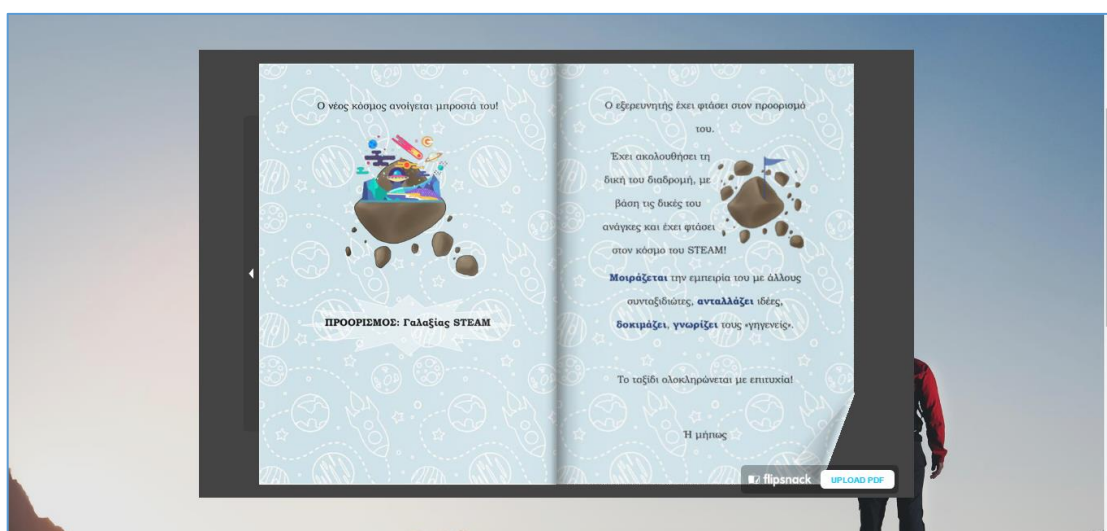 Ο νέος κόσμος ανοίγεται μπροστά του!
ΠΡΟΟΡΙΣΜΟΣ: Γαλαξίας STEAM
Ο εξερευνητής έχει φτάσει στον προορισμό
του.
Έχει ακολουθήσει τη
δική του διαδρομή, με
βάση τις δικές του
ανάγκες και έχει φτάσει
στον κόσμο του STEAM!
Μοιράζεται την εμπειρία του με άλλους
συνταξιδιώτες, ανταλλάζει ιδέες,
δοκιμάζει, γνωρίζει τους «γηγενείς».
Το ταξίδι ολοκληρώνεται με επιτυχία!
Ή μήπως
flipsnack
UPLOAD PDF